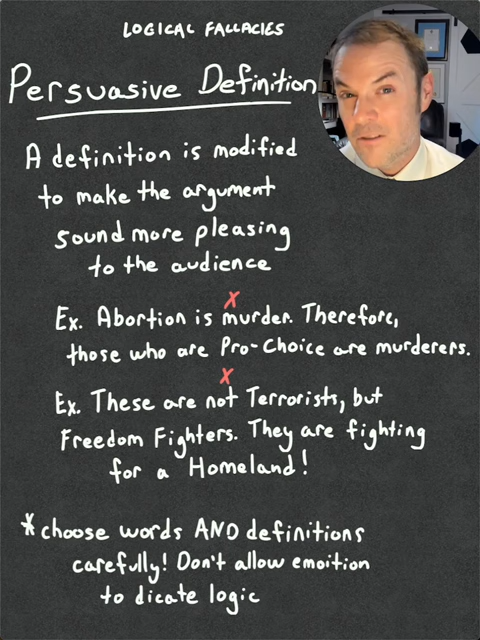 LOGICAL FALLACIES
Persuasive Definition
A definition is modified
to make the argument
sound more pleasing
to the audience
x
Ex. Abortion is murder. Therefore,
those who are Pro-Choice are murderers.
x
Ex. These are not Terrorists, but
Freedom Fighters. They are fighting
for a Homeland!
* choose words AND definitions
carefully! Don't allow emoition
to dicate logic